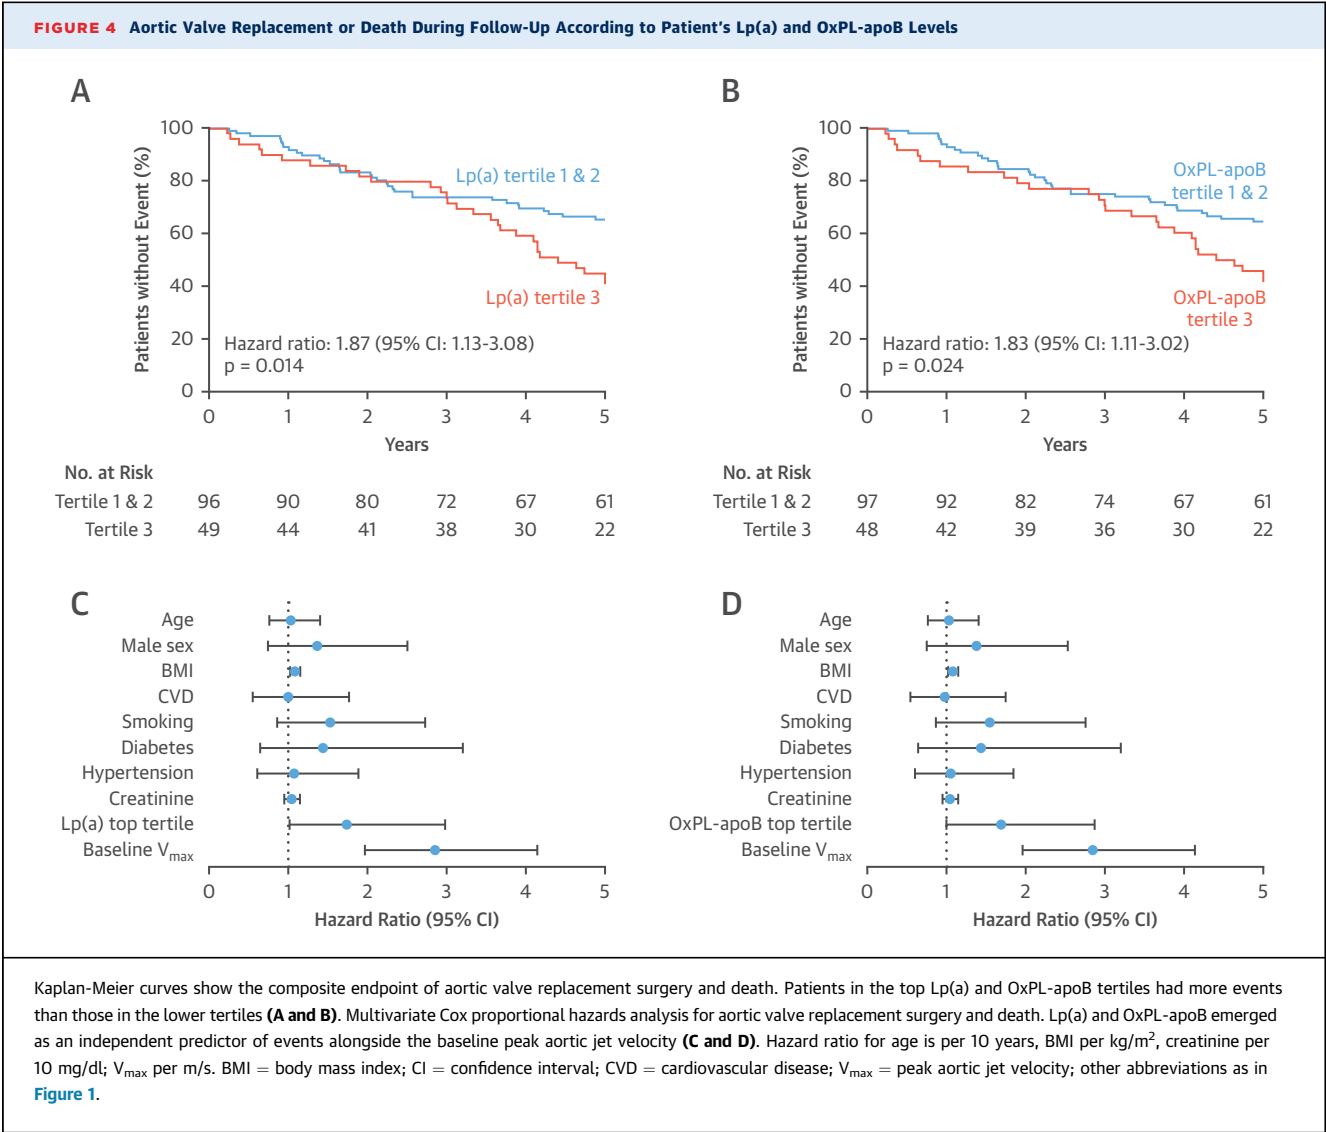 FIGURE 4 Aortic Valve Replacement or Death During Follow-Up According to Patient's Lp(a) and OxPL-apoB Levels
A
Patients without Event (%)
100
80
60
40
20
0
Lp(a) tertile 1 & 2
Lp(a) tertile 3
Hazard ratio: 1.87 (95% CI: 1.13-3.08)
p = 0.014
0 1 2 3 4 5
Years
No. at Risk
Tertile 1 & 2 96 90 80 72 67 61
Tertile 3 49 44 41 38 30 22
B
Patients without Event (%)
100
80
60
40
20
0
OxPL-apoB
tertile 1 & 2
OxPL-apoB
tertile 3
Hazard ratio: 1.83 (95% CI: 1.11-3.02)
p = 0.024
0 1 2 3 4 5
Years
No. at Risk
Tertile 1 & 2 97 92 82 74 67 61
Tertile 3 48 42 39 36 30 22
C
Age
Male sex
BMI
CVD
Smoking
Diabetes
Hypertension
Creatinine
Lp(a) top tertile
Baseline Vmax
0 1 2 3 4 5
Hazard Ratio (95% CI)
D
Age
Male sex
BMI
CVD
Smoking
Diabetes
Hypertension
Creatinine
OxPL-apoB top tertile
Baseline Vmax
0 1 2 3 4 5
Hazard Ratio (95% CI)
Kaplan-Meier curves show the composite endpoint of aortic valve replacement surgery and death. Patients in the top Lp(a) and OxPL-apoB tertiles had more events
than those in the lower tertiles (A and B). Multivariate Cox proportional hazards analysis for aortic valve replacement surgery and death. Lp(a) and OxPL-apoB emerged
as an independent predictor of events alongside the baseline peak aortic jet velocity (C and D). Hazard ratio for age is per 10 years, BMI per kg/m², creatinine per
10 mg/dl; Vmax per m/s. BMI = body mass index; CI = confidence interval; CVD = cardiovascular disease; Vmax = peak aortic jet velocity; other abbreviations as in
Figure 1.